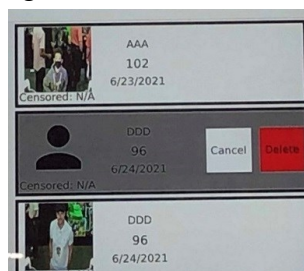 AAA
102
6/23/2021
Censored: N/A
DDD
96
6/24/2021
Cancel
Delete
Censored: N/A
DDD
96
6/24/2021